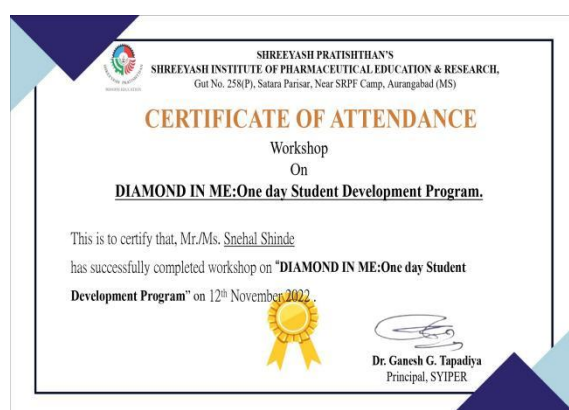 SHREEYASH PRATISHTHAN'S
SHREEYASH INSTITUTE OF PHARMACEUTICAL EDUCATION & RESEARCH,
Gut No. 258(P), Satara Parisar, Near SRPF Camp, Aurangabad (MS)
CERTIFICATE OF ATTENDANCE
Workshop
On
DIAMOND IN ME:One day Student Development Program.
This is to certify that, Mr./Ms. Snehal Shinde
has successfully completed workshop on "DIAMOND IN ME:One day Student
Development Program" on 12th November 2022 .
Dr. Ganesh G. Tapadiya
Principal, SYIPER